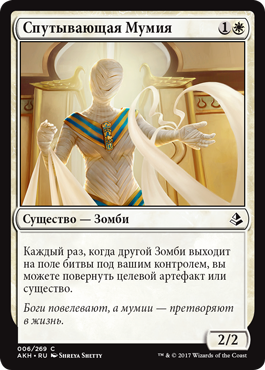 Спутывающая Мумия 1
Существо — Зомби
Каждый раз, когда другой Зомби выходит
на поле битвы под вашим контролем, вы
можете повернуть целевой артефакт или
существо.
Боги повелевают, а мумии — претворяют
в жизнь.
2/2
006/269 C
AKH • RU Shreya Shetty
™ & © 2017 Wizards of the Coast